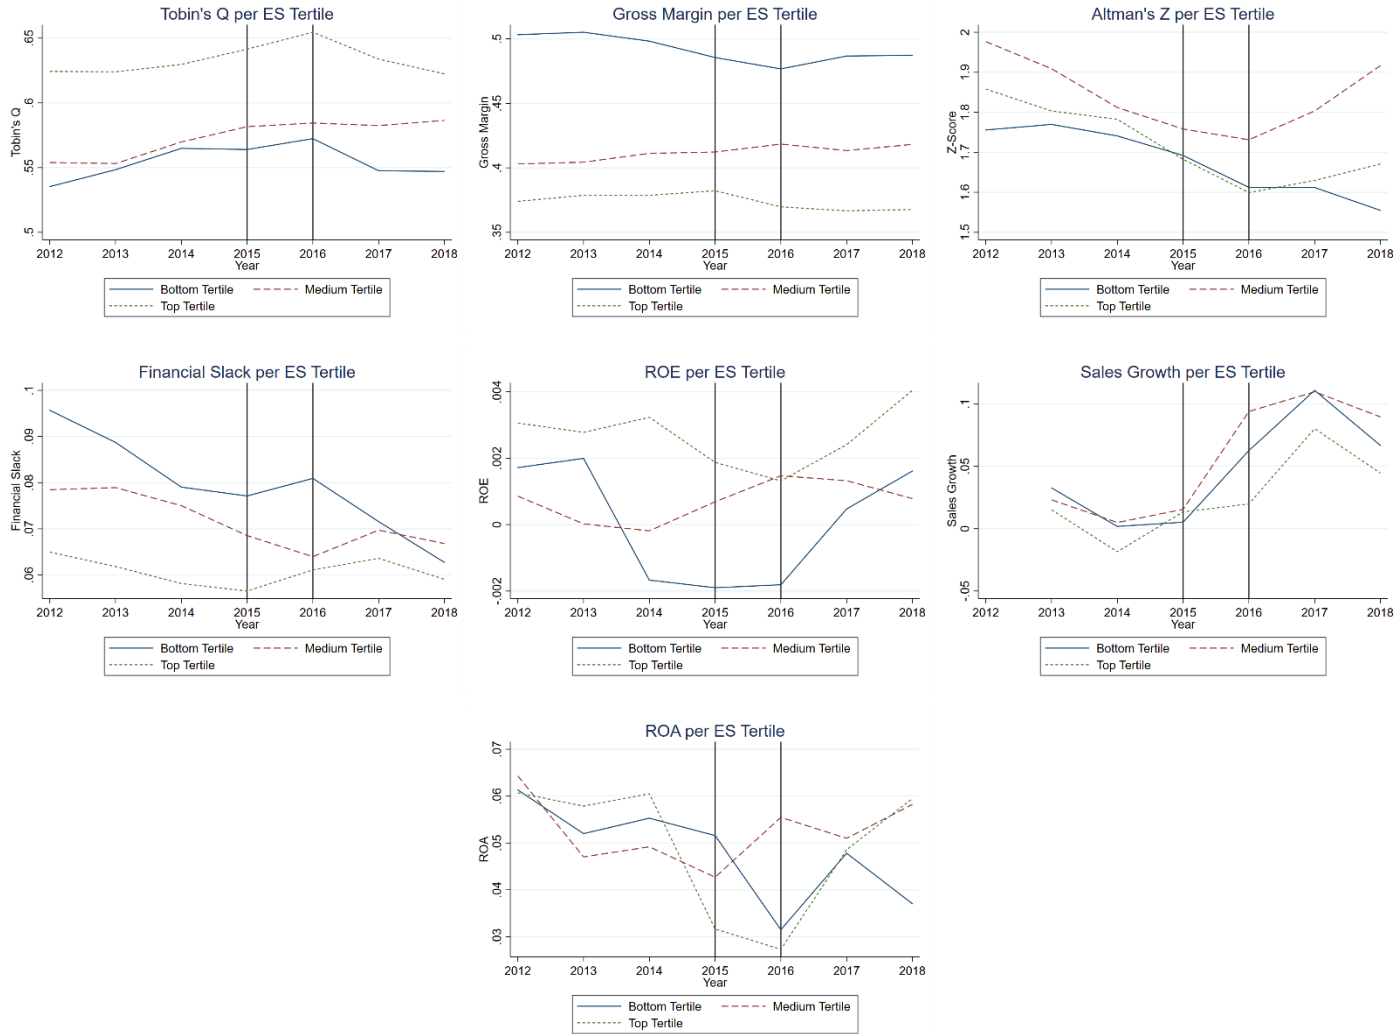 Tobin's Q per ES Tertile
.65
.6
.55
.5
Tobin's Q
2012 2013 2014 2015 2016 2017 2018
Year
Bottom Tertile Medium Tertile
Top Tertile
Gross Margin per ES Tertile
.5
.45
.4
.35
Gross Margin
2012 2013 2014 2015 2016 2017 2018
Year
Bottom Tertile Medium Tertile
Top Tertile
Altman's Z per ES Tertile
2
1.9
1.8
1.7
1.6
1.5
Z-Score
2012 2013 2014 2015 2016 2017 2018
Year
Bottom Tertile Medium Tertile
Top Tertile
Financial Slack per ES Tertile
.1
.09
.08
.07
.06
Financial Slack
2012 2013 2014 2015 2016 2017 2018
Year
Bottom Tertile Medium Tertile
Top Tertile
ROE per ES Tertile
.004
.002
0
-.002
ROE
2012 2013 2014 2015 2016 2017 2018
Year
Bottom Tertile Medium Tertile
Top Tertile
Sales Growth per ES Tertile
.1
.05
0
-.05
Sales Growth
2012 2013 2014 2015 2016 2017 2018
Year
Bottom Tertile Medium Tertile
Top Tertile
ROA per ES Tertile
.07
.06
.05
.04
.03
ROA
2012 2013 2014 2015 2016 2017 2018
Year
Bottom Tertile Medium Tertile
Top Tertile